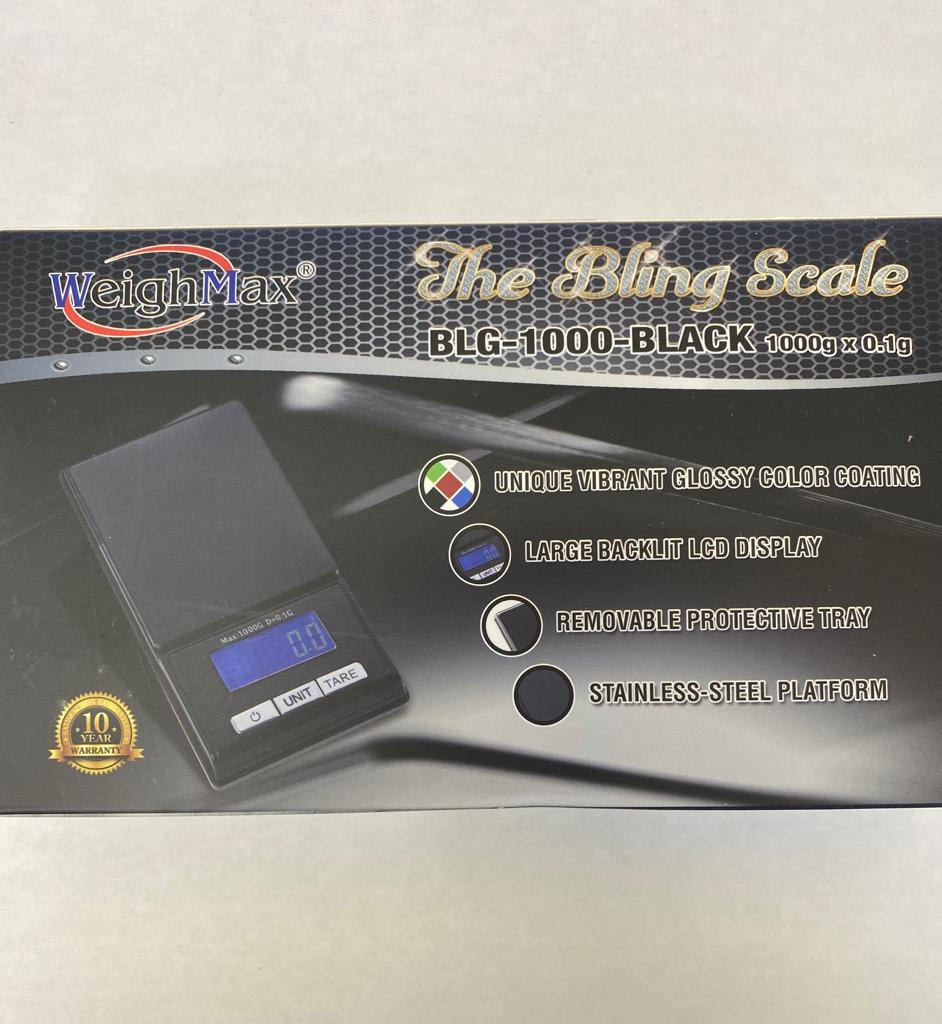 WeighMax®
The Bling Scale
BLG-1000-BLACK 1000g x 0.1g
UNIQUE VIBRANT GLOSSY COLOR COATING
LARGE BACKLIT LCD DISPLAY
REMOVABLE PROTECTIVE TRAY
STAINLESS-STEEL PLATFORM
Max:1000G D=0.1G
0.0
UNIT
TARE
10
YEAR
WARRANTY